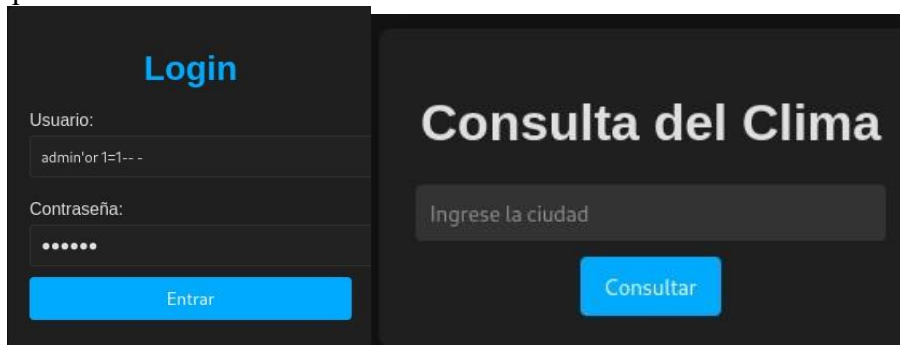 Login
Usuario:
admin'or 1=1-- -
Contraseña:
••••••
Entrar
Consulta del Clima
Ingrese la ciudad
Consultar